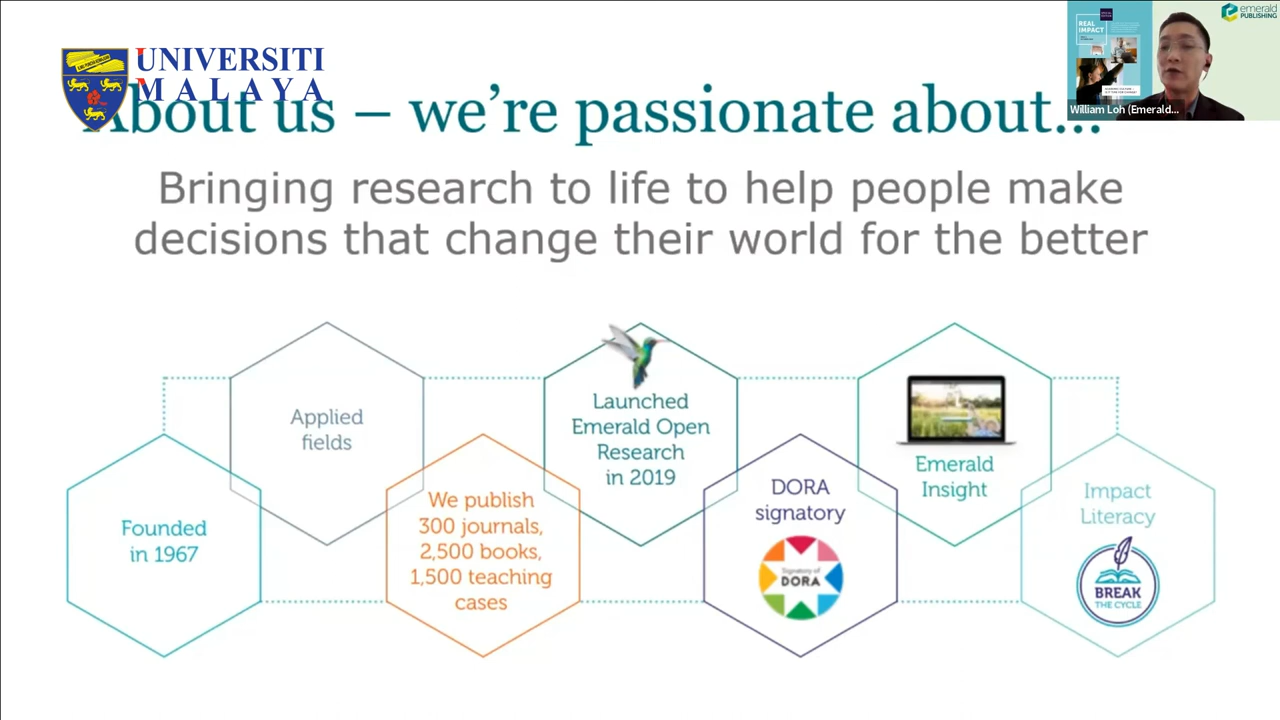 UNIVERSITI
MALAYA
About us – we're passionate about...
Bringing research to life to help people make
decisions that change their world for the better
Founded
in 1967
Applied
fields
We publish
300 journals,
2,500 books,
1,500 teaching
cases
Launched
Emerald Open
Research
in 2019
DORA
signatory
Signatory of
DORA
Emerald
Insight
Impact
Literacy
BREAK
THE CYCLE
REAL
IMPACT
emerald
PUBLISHING
William Loh (Emerald...